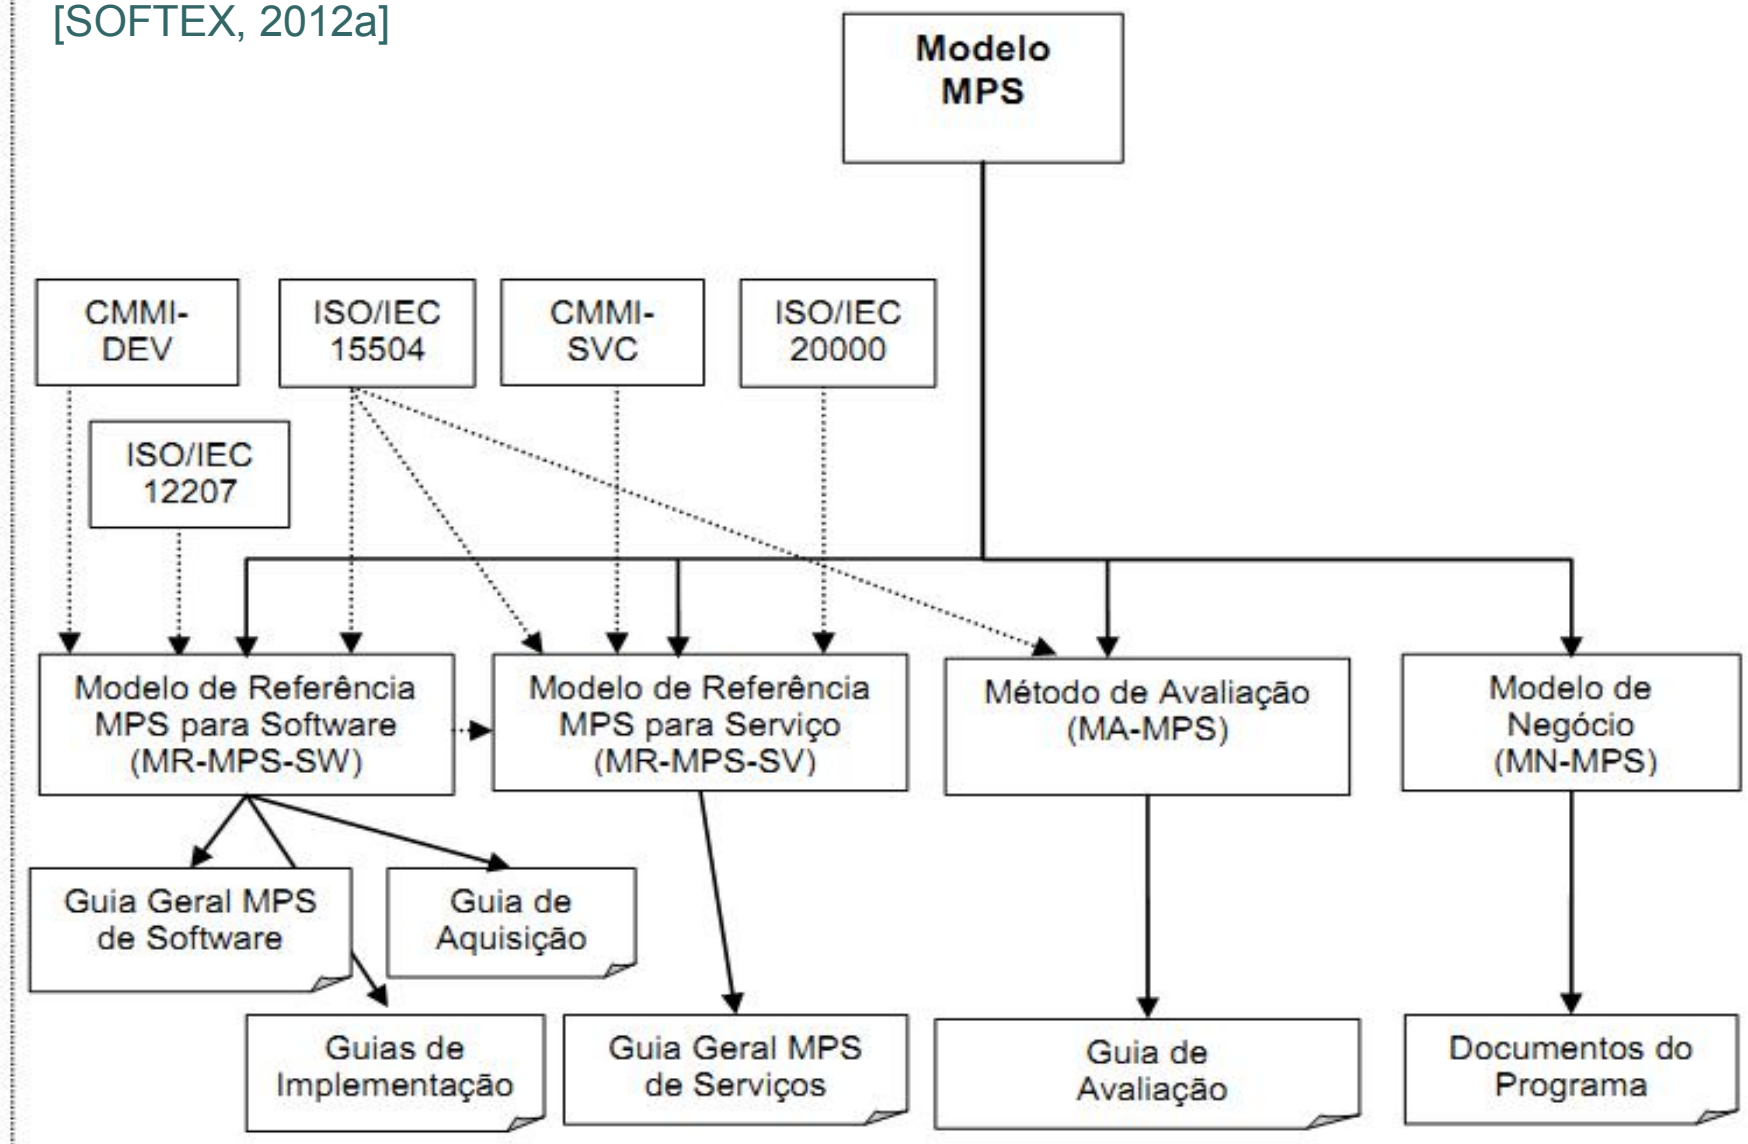 [SOFTEX, 2012a]
Modelo
MPS
CMMI-
DEV
ISO/IEC
15504
CMMI-
SVC
ISO/IEC
20000
ISO/IEC
12207
Modelo de Referência
MPS para Software
(MR-MPS-SW)
Modelo de Referência
MPS para Serviço
(MR-MPS-SV)
Método de Avaliação
(MA-MPS)
Modelo de
Negócio
(MN-MPS)
Guia Geral MPS
de Software
Guia de
Aquisição
Guias de
Implementação
Guia Geral MPS
de Serviços
Guia de
Avaliação
Documentos do
Programa